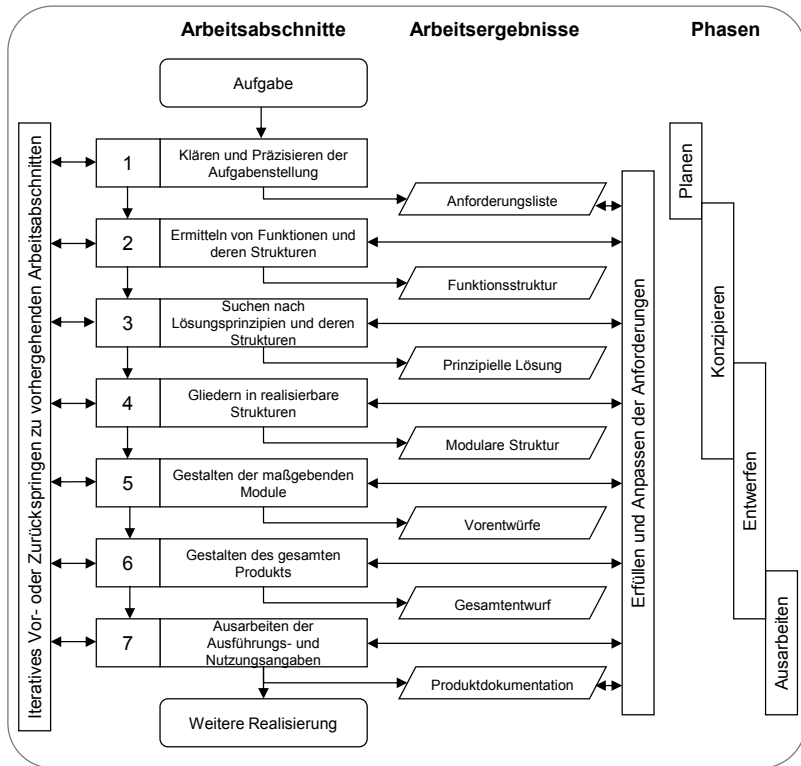 Arbeitsabschnitte
Arbeitsergebnisse
Phasen
Aufgabe
Iteratives Vor- oder Zurückspringen zu vorhergehenden Arbeitsabschnitten
1
Klären und Präzisieren der
Aufgabenstellung
Anforderungsliste
2
Ermitteln von Funktionen und
deren Strukturen
Funktionsstruktur
3
Suchen nach
Lösungsprinzipien und deren
Strukturen
Prinzipielle Lösung
4
Gliedern in realisierbare
Strukturen
Modulare Struktur
5
Gestalten der maßgebenden
Module
Vorentwürfe
6
Gestalten des gesamten
Produkts
Gesamtentwurf
7
Ausarbeiten der
Ausführungs- und
Nutzungsangaben
Produktdokumentation
Weitere Realisierung
Erfüllen und Anpassen der Anforderungen
Planen
Konzipieren
Entwerfen
Ausarbeiten